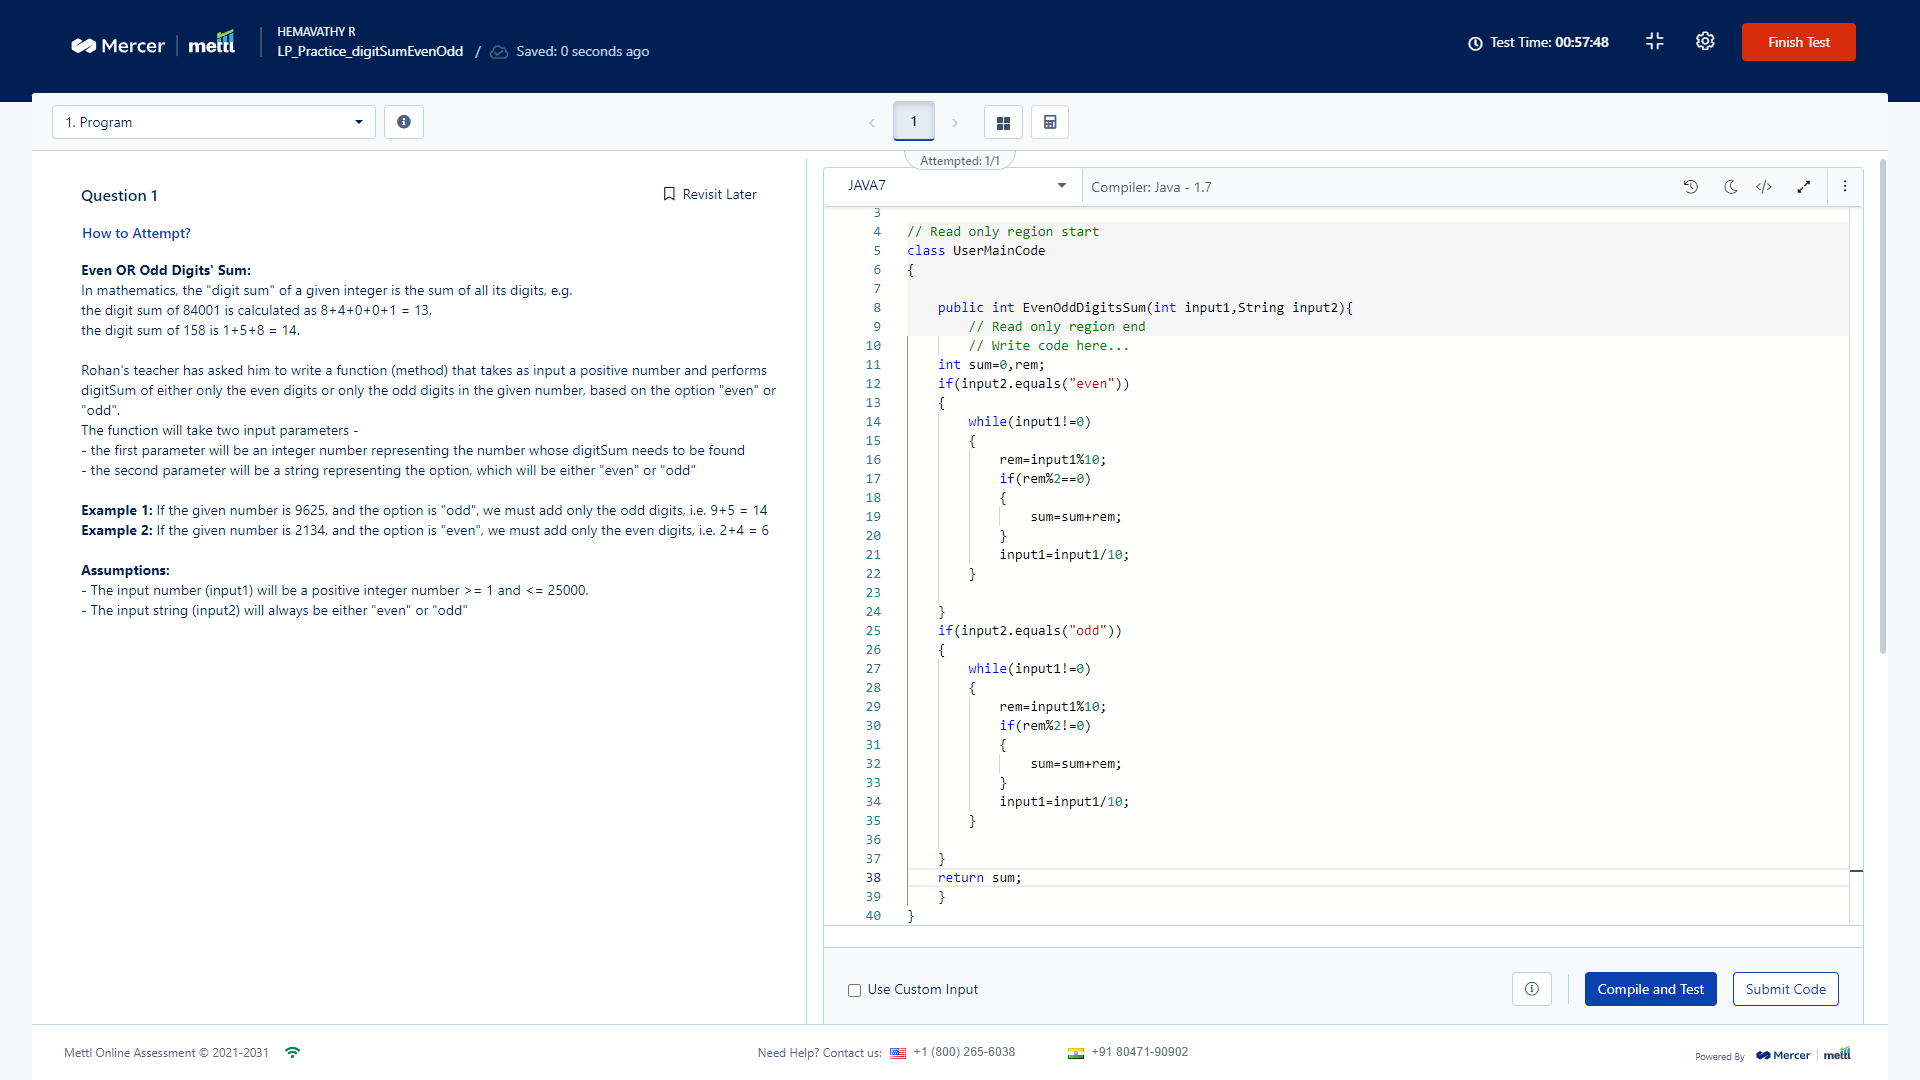 Mercer mettl
HEMAVATHY R
LP_Practice_digitSumEvenOdd / Saved: 0 seconds ago
Test Time: 00:57:48
Finish Test
1. Program
1
Attempted: 1/1
Question 1
Revisit Later
How to Attempt?
Even OR Odd Digits' Sum:
In mathematics, the "digit sum" of a given integer is the sum of all its digits, e.g.
the digit sum of 84001 is calculated as 8+4+0+0+1 = 13,
the digit sum of 158 is 1+5+8 = 14.
Rohan's teacher has asked him to write a function (method) that takes as input a positive number and performs
digitSum of either only the even digits or only the odd digits in the given number, based on the option "even" or
"odd".
The function will take two input parameters -
- the first parameter will be an integer number representing the number whose digitSum needs to be found
- the second parameter will be a string representing the option, which will be either "even" or "odd"
Example 1: If the given number is 9625, and the option is "odd", we must add only the odd digits, i.e. 9+5 = 14
Example 2: If the given number is 2134, and the option is "even", we must add only the even digits, i.e. 2+4 = 6
Assumptions:
- The input number (input1) will be a positive integer number >= 1 and <= 25000.
- The input string (input2) will always be either "even" or "odd"
JAVA7
Compiler: Java - 1.7
3
4 // Read only region start
5 class UserMainCode
6 {
7
8 public int EvenOddDigitsSum(int input1,String input2){
9 // Read only region end
10 // Write code here...
11 int sum=0,rem;
12 if(input2.equals("even"))
13 {
14 while(input1!=0)
15 {
16 rem=input1%10;
17 if(rem%2==0)
18 {
19 sum=sum+rem;
20 }
21 input1=input1/10;
22 }
23
24 }
25 if(input2.equals("odd"))
26 {
27 while(input1!=0)
28 {
29 rem=input1%10;
30 if(rem%2!=0)
31 {
32 sum=sum+rem;
33 }
34 input1=input1/10;
35 }
36
37 }
38 return sum;
39 }
40 }
Use Custom Input
Compile and Test
Submit Code
Mettl Online Assessment © 2021-2031
Need Help? Contact us: +1 (800) 265-6038
+91 80471-90902
Powered By Mercer mettl